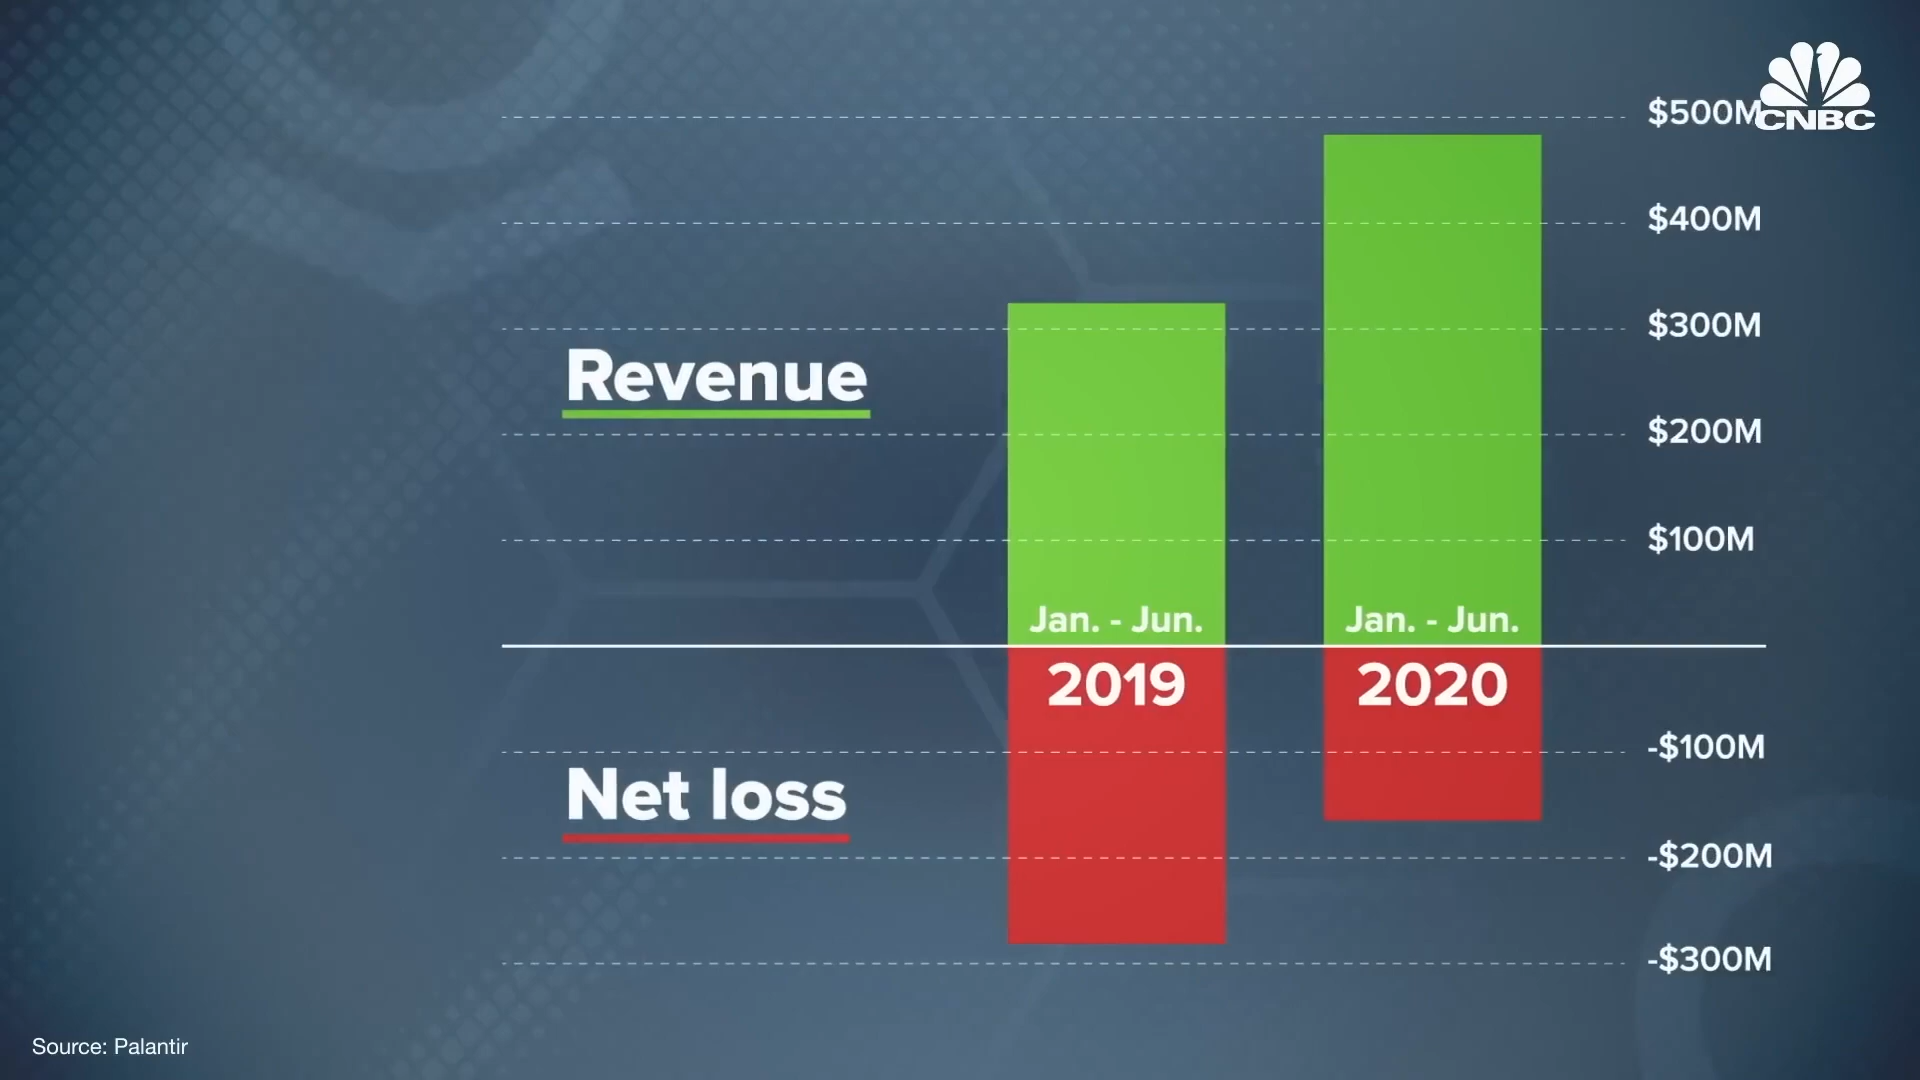 CNBC
$500M
$400M
$300M
Revenue
$200M
$100M
Jan. - Jun.
Jan. - Jun.
2019
2020
-$100M
Net loss
-$200M
-$300M
Source: Palantir